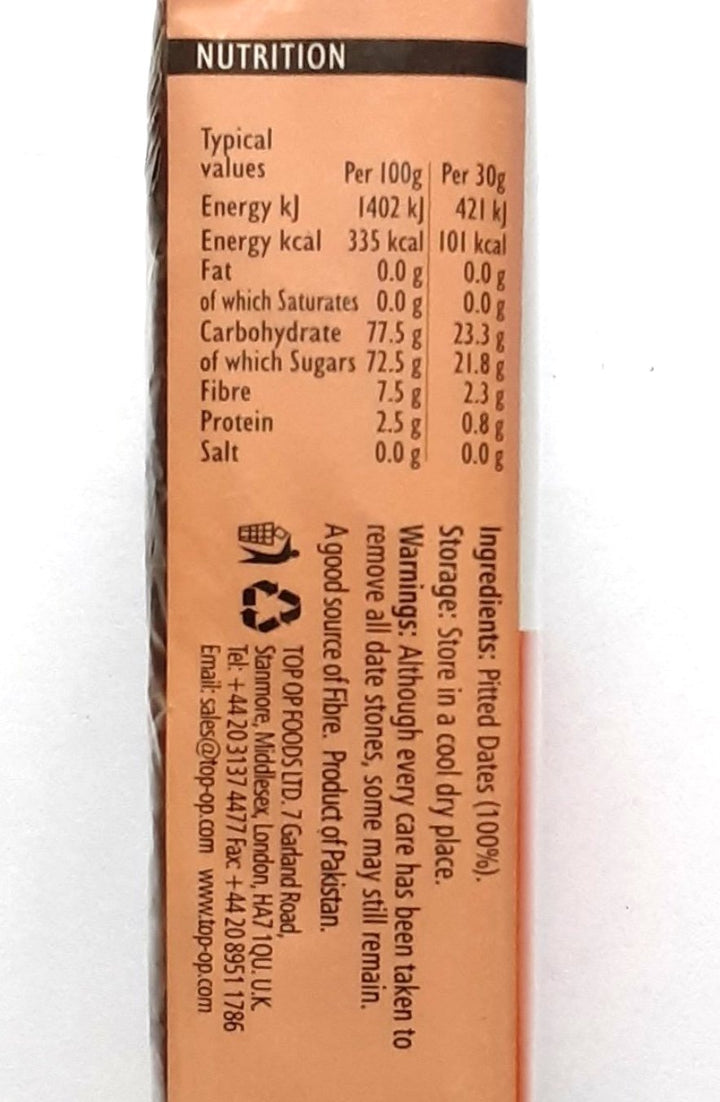 NUTRITION
Typical
values Per 100g Per 30g
Energy kJ 1402 kJ 421 kJ
Energy kcal 335 kcal 101 kcal
Fat 0.0 g 0.0 g
of which Saturates 0.0 g 0.0 g
Carbohydrate 77.5 g 23.3 g
of which Sugars 72.5 g 21.8 g
Fibre 7.5 g 2.3 g
Protein 2.5 g 0.8 g
Salt 0.0 g 0.0 g
Ingredients: Pitted Dates (100%).
Storage: Store in a cool dry place.
Warnings: Although every care has been taken to
remove all date stones, some may still remain.
A good source of Fibre. Product of Pakistan.
TOP OP FOODS LTD. 7 Garland Road,
Stanmore, Middlesex, London, HA7 1QU. U.K.
Tel: +44 20 3137 4477 Fax: +44 20 8951 1786
Email: sales@top-op.com www.top-op.com